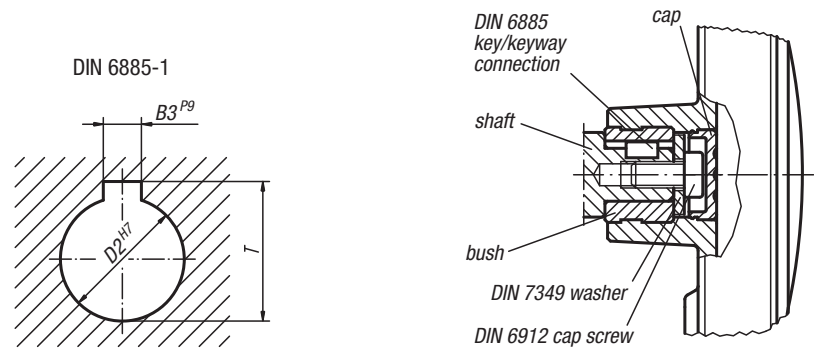 DIN 6885-1
B3 P9
D2 H7
T
DIN 6885
key/keyway
connection
cap
shaft
bush
DIN 7349 washer
DIN 6912 cap screw